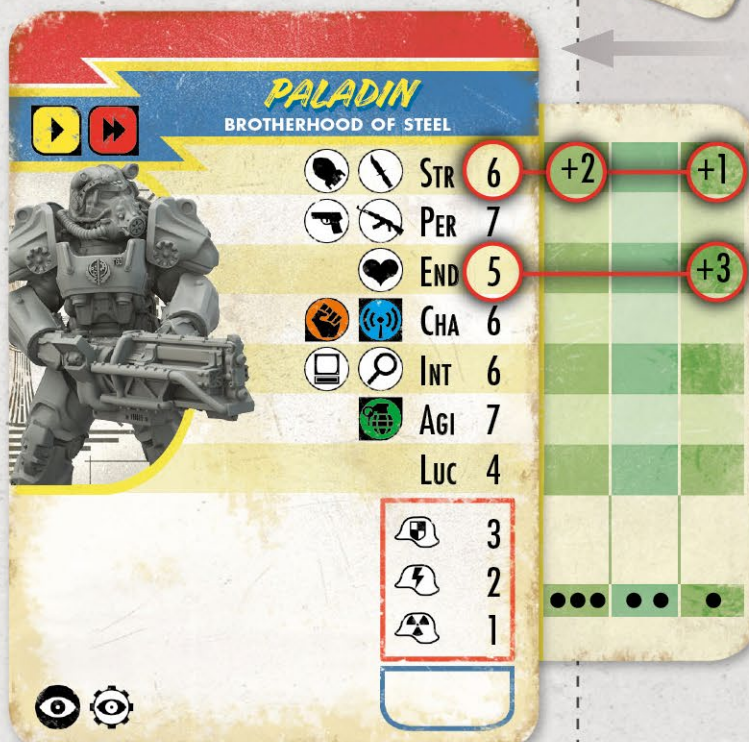 PALADIN
BROTHERHOOD OF STEEL
STR 6 +2 +1
PER 7
END 5 +3
CHA 6
INT 6
AGI 7
LUC 4
3
2
1